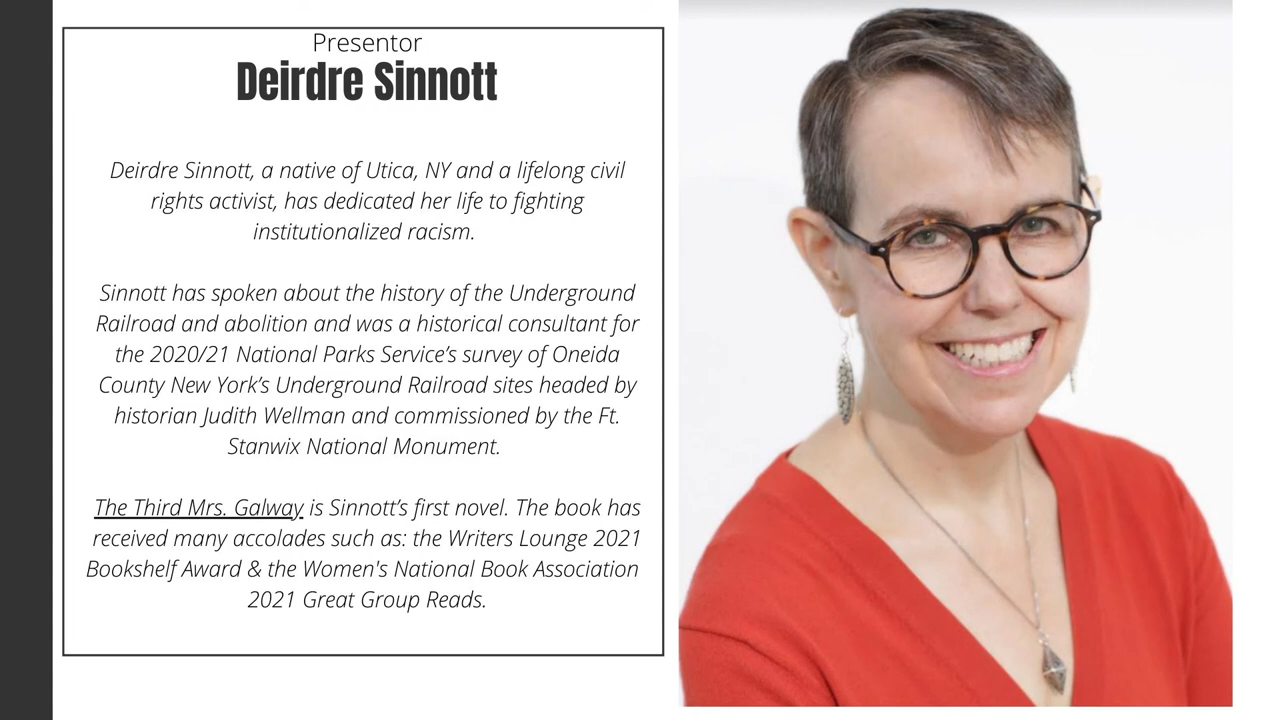 Presentor
Deirdre Sinnott
Deirdre Sinnott, a native of Utica, NY and a lifelong civil
rights activist, has dedicated her life to fighting
institutionalized racism.
Sinnott has spoken about the history of the Underground
Railroad and abolition and was a historical consultant for
the 2020/21 National Parks Service’s survey of Oneida
County New York’s Underground Railroad sites headed by
historian Judith Wellman and commissioned by the Ft.
Stanwix National Monument.
The Third Mrs. Galway is Sinnott’s first novel. The book has
received many accolades such as: the Writers Lounge 2021
Bookshelf Award & the Women's National Book Association
2021 Great Group Reads.